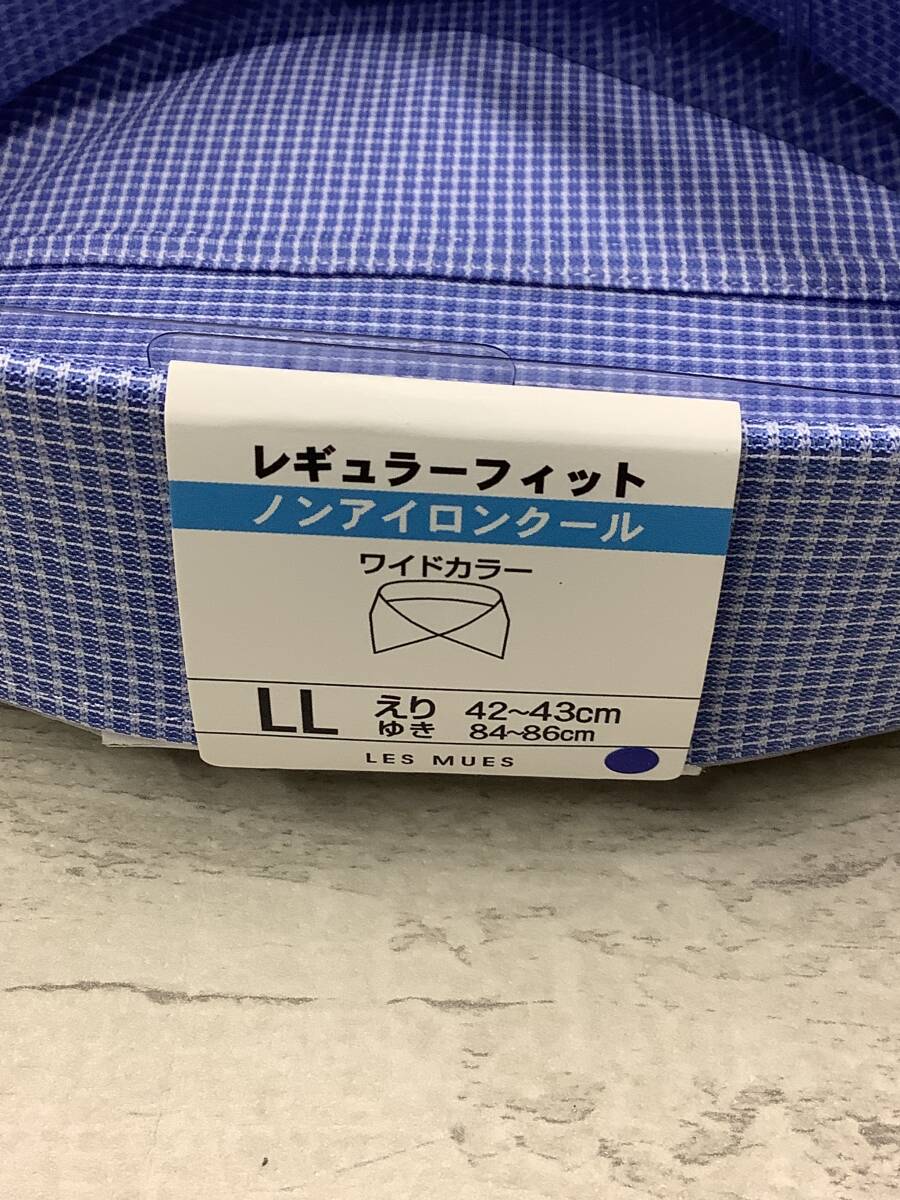 レギュラーフィット
ノンアイロンクール
ワイドカラー
LL えり 42~43cm
ゆき 84~86cm
LES MUES